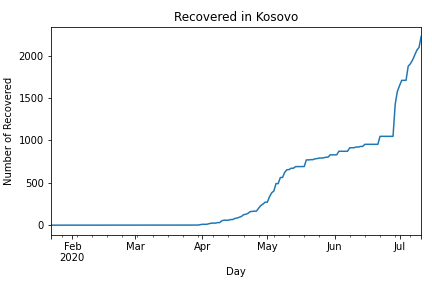 Recovered in Kosovo
Number of Recovered
2000
1500
1000
500
0
Feb
2020
Mar
Apr
May
Jun
Jul
Day